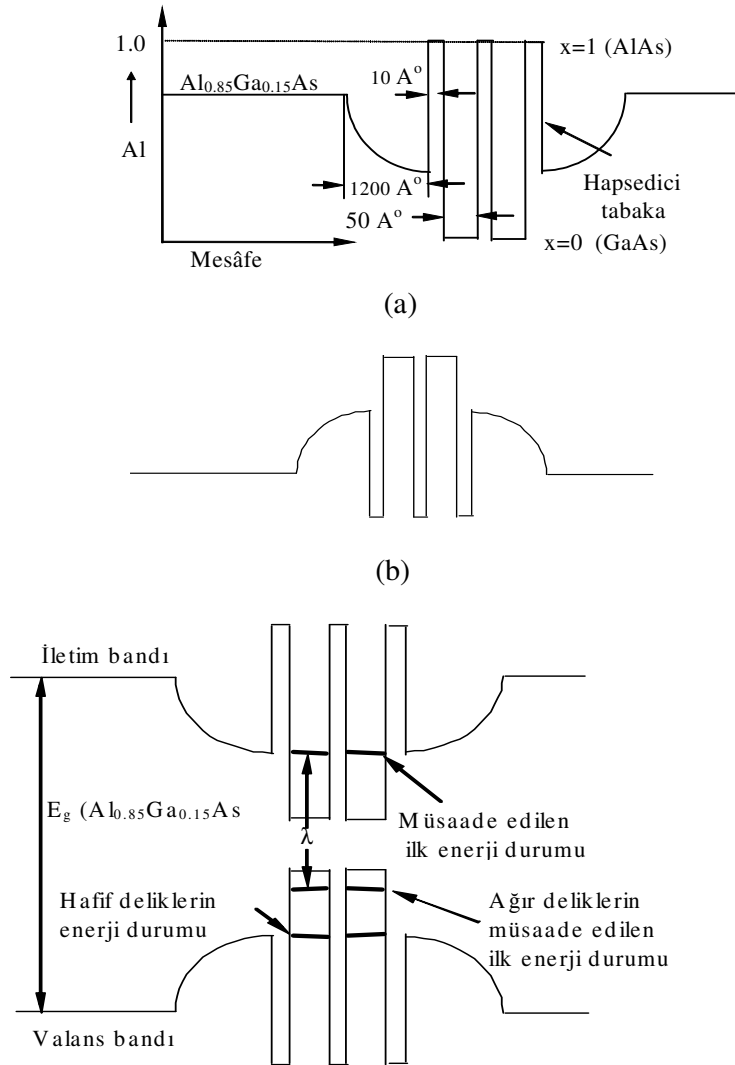 1.0
x=1 (AlAs)
Al0.85Ga0.15As
10 A°
Al
1200 A°
Hapsedici
tabaka
50 A°
x=0 (GaAs)
Mesâfe
(a)
(b)
İletim bandı
Eg (Al0.85Ga0.15As
λ
Müsaade edilen
ilk enerji durumu
Hafif deliklerin
enerji durumu
Ağır deliklerin
müsaade edilen
ilk enerji durumu
Valans bandı